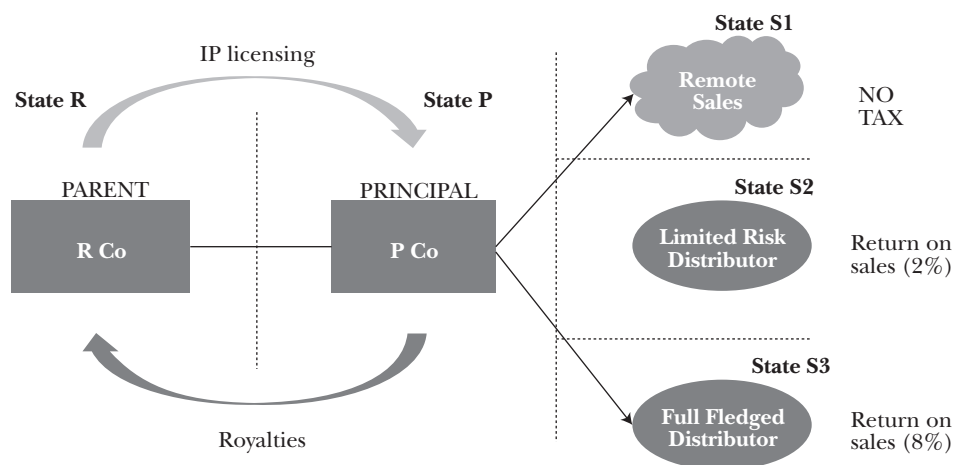 IP licensing
State R
State P
PARENT
R Co
PRINCIPAL
P Co
Royalties
State S1
Remote
Sales
NO
TAX
State S2
Limited Risk
Distributor
Return on
sales (2%)
State S3
Full Fledged
Distributor
Return on
sales (8%)